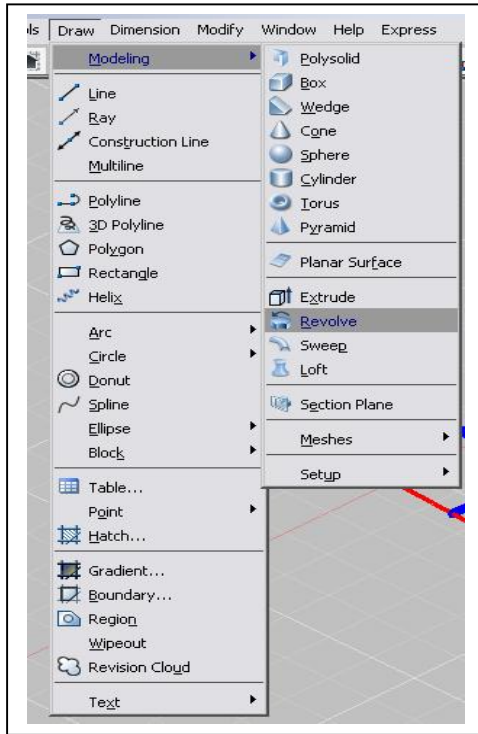 ls Draw Dimension Modify Window Help Express
Modeling
Line
Ray
Construction Line
Multiline
Polyline
3D Polyline
Polygon
Rectangle
Helix
Arc
Circle
Donut
Spline
Ellipse
Block
Table...
Point
Hatch...
Gradient...
Boundary...
Region
Wipeout
Revision Cloud
Text
Polysolid
Box
Wedge
Cone
Sphere
Cylinder
Torus
Pyramid
Planar Surface
Extrude
Revolve
Sweep
Loft
Section Plane
Meshes
Setup